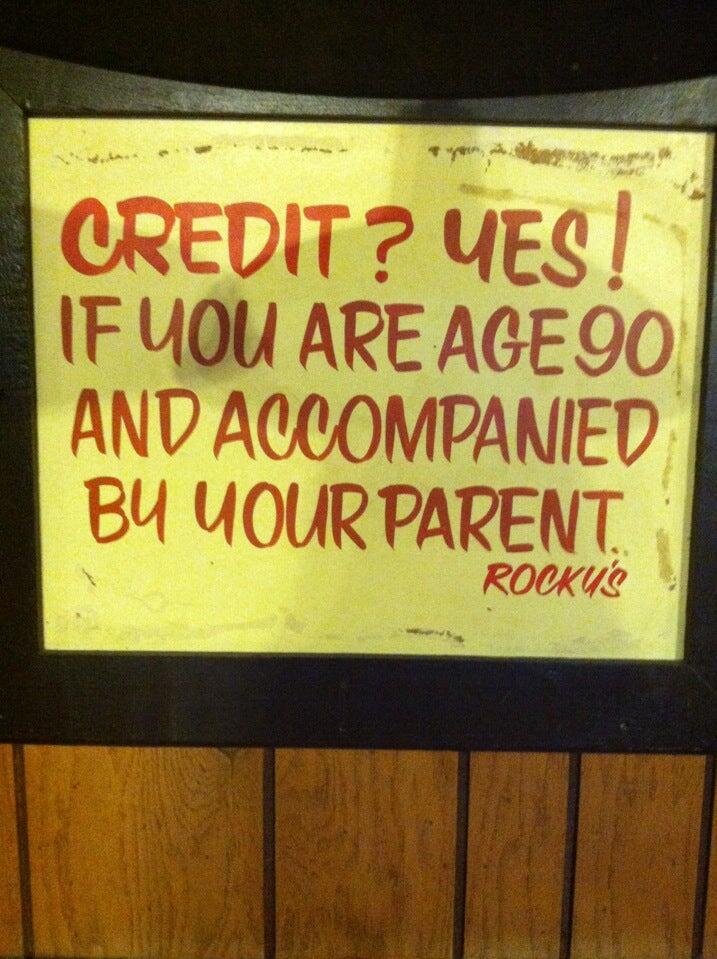 CREDIT? YES!
IF YOU ARE AGE 90
AND ACCOMPANIED
BY YOUR PARENT.
ROCKY'S